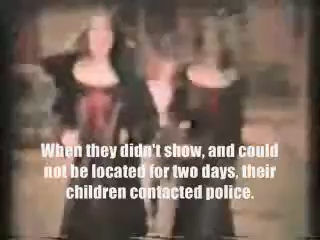 When they didn't show, and could
not be located for two days, their
children contacted police.